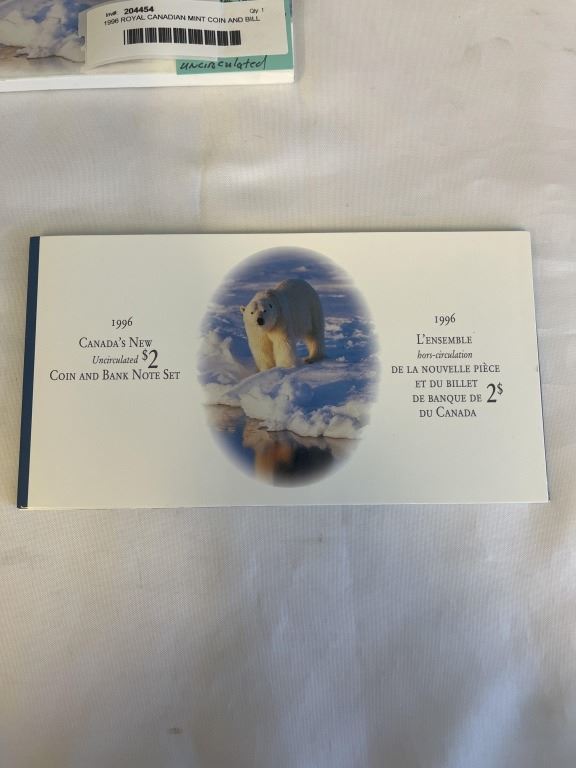 Inv#: 204454 Qty: 1
1996 ROYAL CANADIAN MINT COIN AND BILL
uncirculated
1996
CANADA'S NEW
Uncirculated $2
COIN AND BANK NOTE SET
1996
L'ENSEMBLE
hors-circulation
DE LA NOUVELLE PIÈCE
ET DU BILLET
DE BANQUE DE 2$
DU CANADA